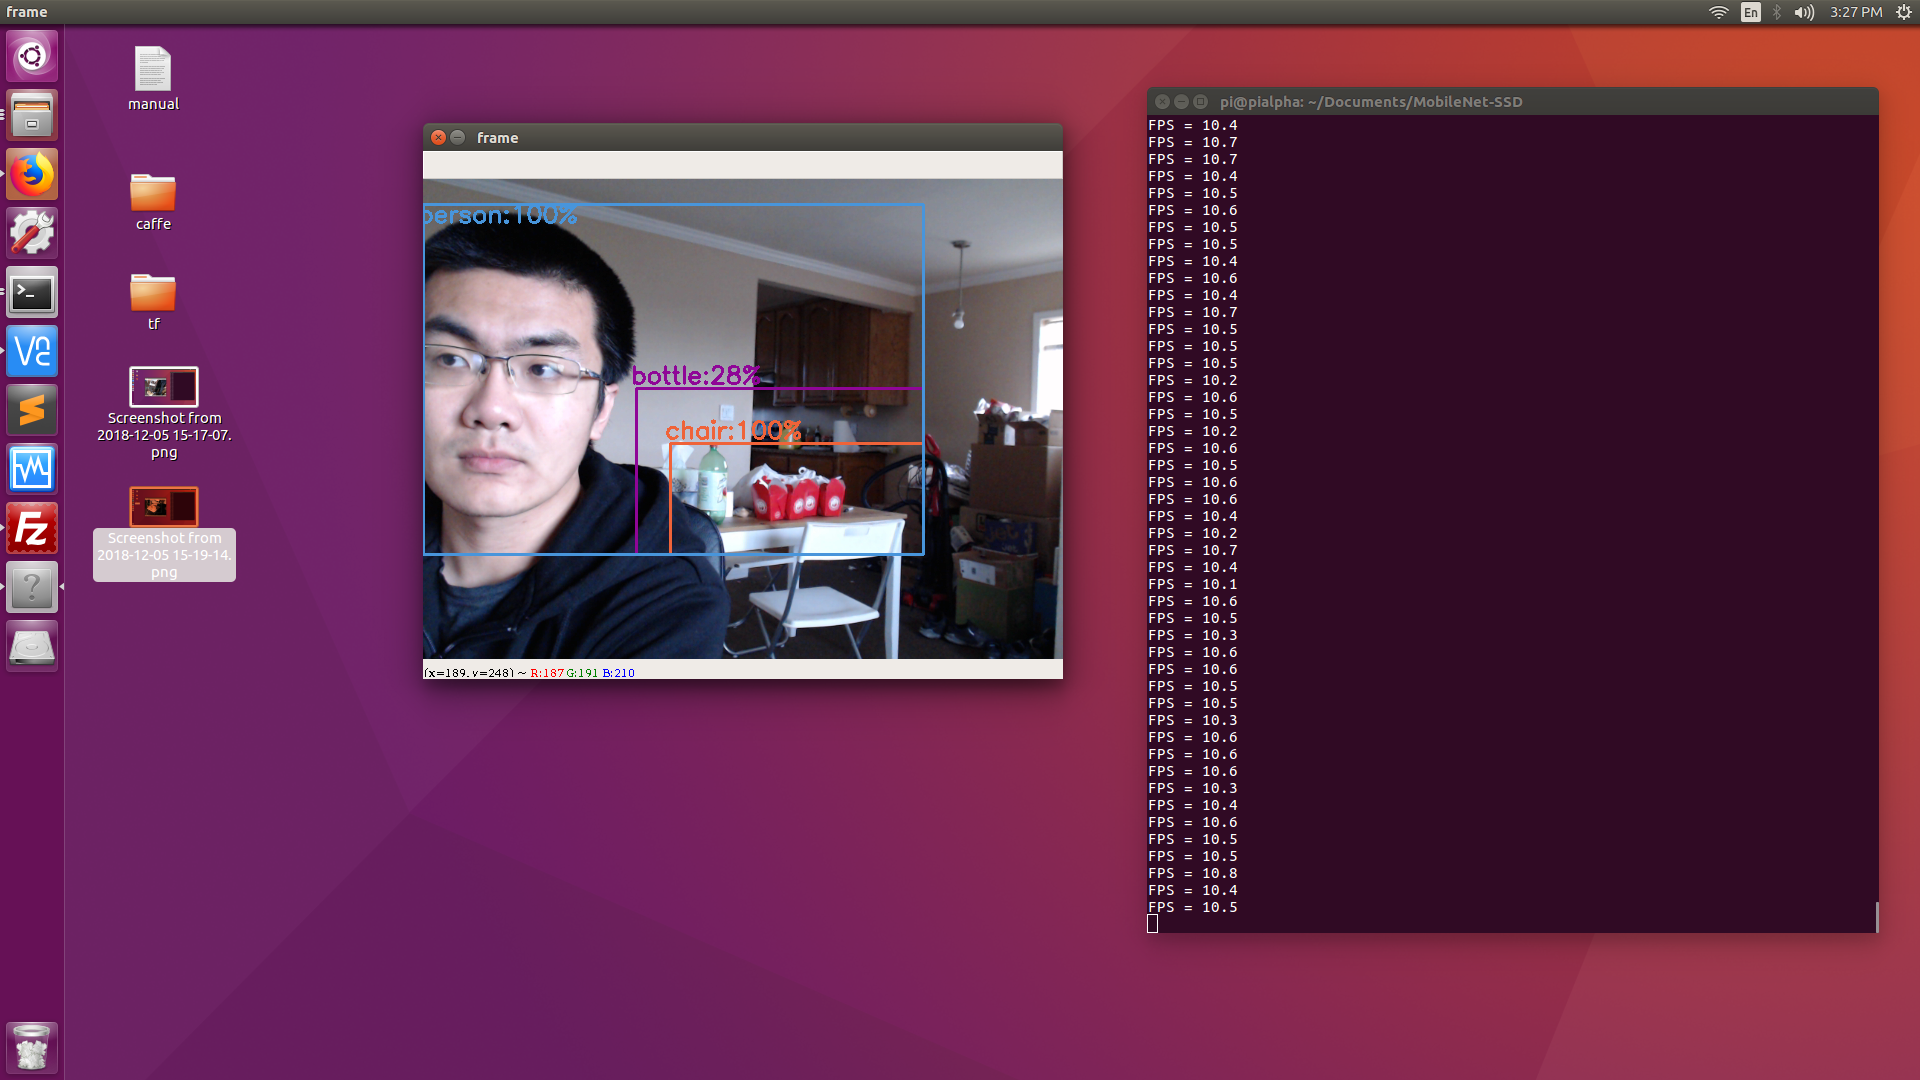 frame
En
3:27 PM
manual
caffe
tf
Screenshot from
2018-12-05 15-17-07.
png
Screenshot from
2018-12-05 15-19-14.
png
frame
person:100%
bottle:28%
chair:100%
(x=189, y=248) ~ R:187 G:191 B:210
pi@pialpha: ~/Documents/MobileNet-SSD
FPS = 10.4
FPS = 10.7
FPS = 10.7
FPS = 10.4
FPS = 10.5
FPS = 10.6
FPS = 10.5
FPS = 10.5
FPS = 10.4
FPS = 10.6
FPS = 10.4
FPS = 10.7
FPS = 10.5
FPS = 10.5
FPS = 10.5
FPS = 10.2
FPS = 10.6
FPS = 10.5
FPS = 10.2
FPS = 10.6
FPS = 10.5
FPS = 10.6
FPS = 10.6
FPS = 10.4
FPS = 10.2
FPS = 10.7
FPS = 10.4
FPS = 10.1
FPS = 10.6
FPS = 10.5
FPS = 10.3
FPS = 10.6
FPS = 10.6
FPS = 10.5
FPS = 10.5
FPS = 10.3
FPS = 10.6
FPS = 10.6
FPS = 10.6
FPS = 10.3
FPS = 10.4
FPS = 10.6
FPS = 10.5
FPS = 10.5
FPS = 10.8
FPS = 10.4
FPS = 10.5